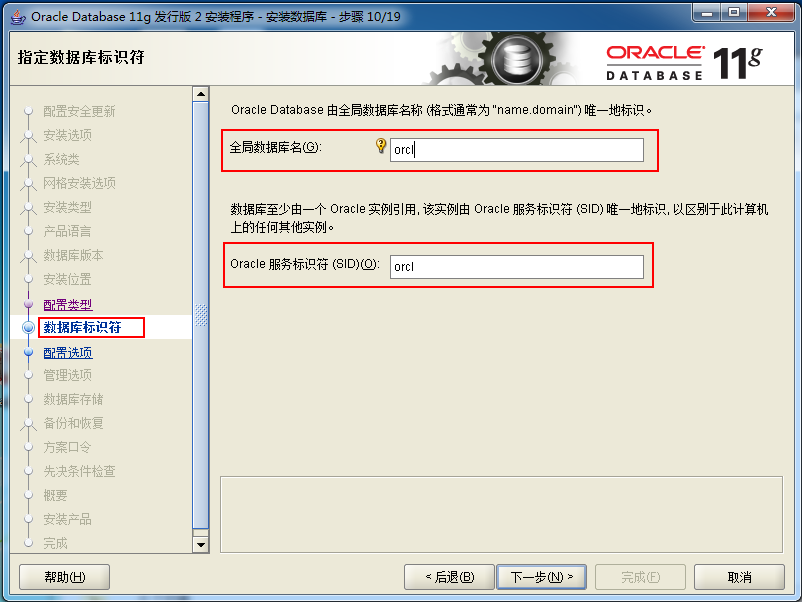 Oracle Database 11g 发行版 2 安装程序 - 安装数据库 - 步骤 10/19
指定数据库标识符
ORACLE
DATABASE 11g
配置安全更新
安装选项
系统类
网格安装选项
安装类型
产品语言
数据库版本
安装位置
配置类型
数据库标识符
配置选项
管理选项
数据库存储
备份和恢复
方案口令
先决条件检查
概要
安装产品
完成
Oracle Database 由全局数据库名称 (格式通常为 "name.domain") 唯一地标识。
全局数据库名(G): orcl
数据库至少由一个 Oracle 实例引用, 该实例由 Oracle 服务标识符 (SID) 唯一地标识, 以区别于此计算机
上的任何其他实例。
Oracle 服务标识符 (SID)(O): orcl
帮助(H)
< 后退(B)
下一步(N) >
完成(F)
取消